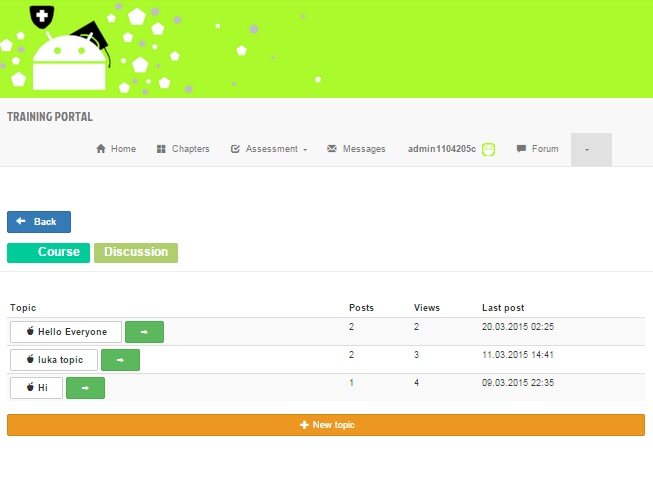 TRAINING PORTAL
Home Chapters Assessment Messages admin1104205c Forum
Back
Course Discussion
Topic Posts Views Last post
Hello Everyone 2 2 20.03.2015 02:25
luka topic 2 3 11.03.2015 14:41
Hi 1 4 09.03.2015 22:35
New topic